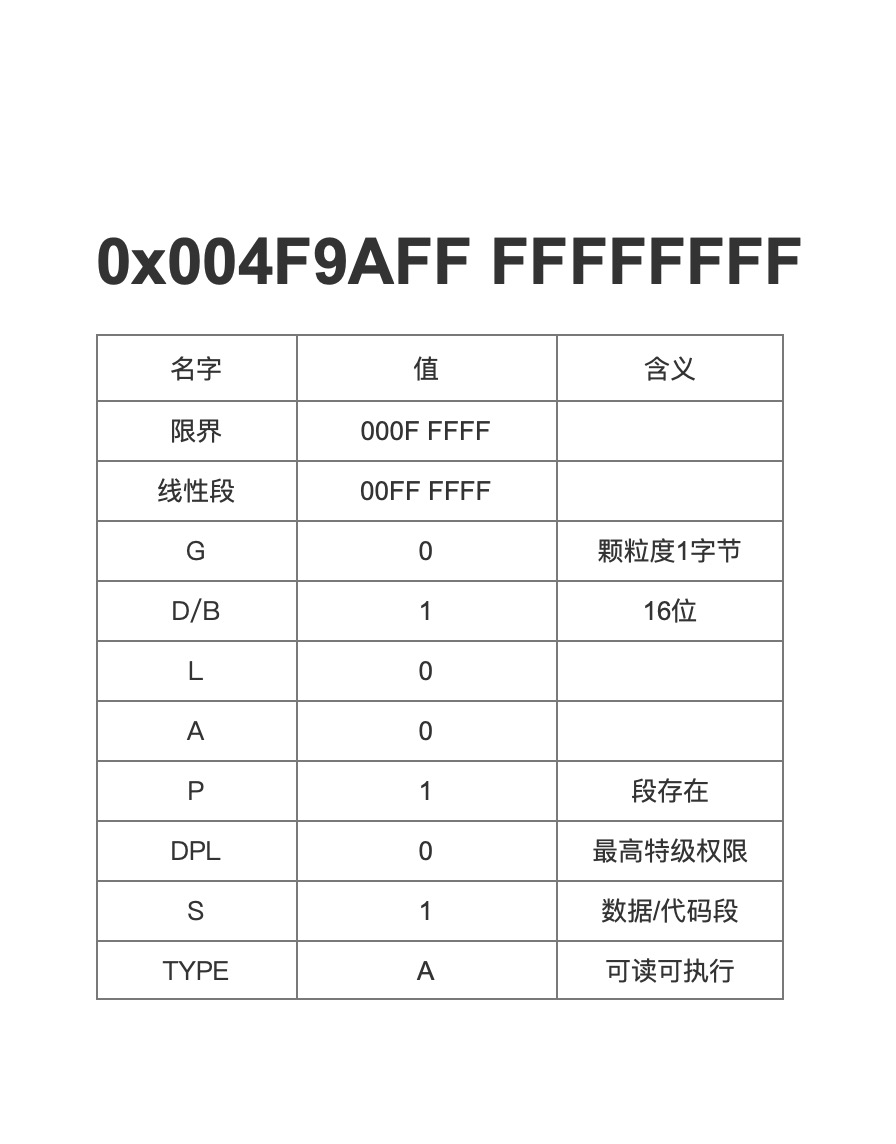 0x004F9AFF FFFFFFFF
名字 值 含义
限界 000F FFFF
线性段 00FF FFFF
G 0 颗粒度1字节
D/B 1 16位
L 0
A 0
P 1 段存在
DPL 0 最高特级权限
S 1 数据/代码段
TYPE A 可读可执行